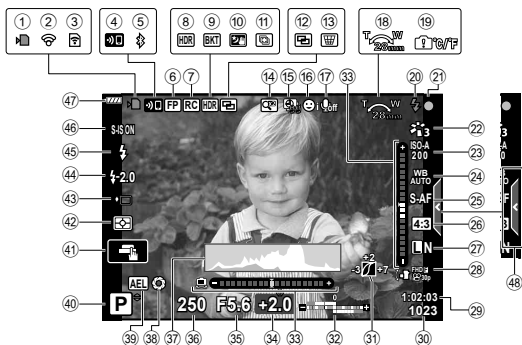 ① ② ③ ④ ⑤ ⑧ ⑨ ⑩ ⑪ ⑫ ⑬ ⑱ ⑲
HDR BKT T W 28mm °C/°F
⑥ ⑦ ⑭ ⑮ ⑯ ⑰ ㉝ ⑳ ㉑
㊼ FP RC HDR i off T W 28mm
㊻ S-IS ON 3 ㉒
ISO-A 200 ㉓
㊺ WB AUTO ㉔
㊹ 2.0 S-AF ㉕
㊸ 4:3 ㉖
㊷ L N ㉗
㊶ +2 -3 +7 FHD 30p ㉘
AEL 1:02:03 ㉙
㊵ P 250 F5.6 +2.0 0 1023
㊴ ㊳ ㊲ ㊱ ㉟ ㉞ ㉝ ㉜ ㉛ ㉚
㊽